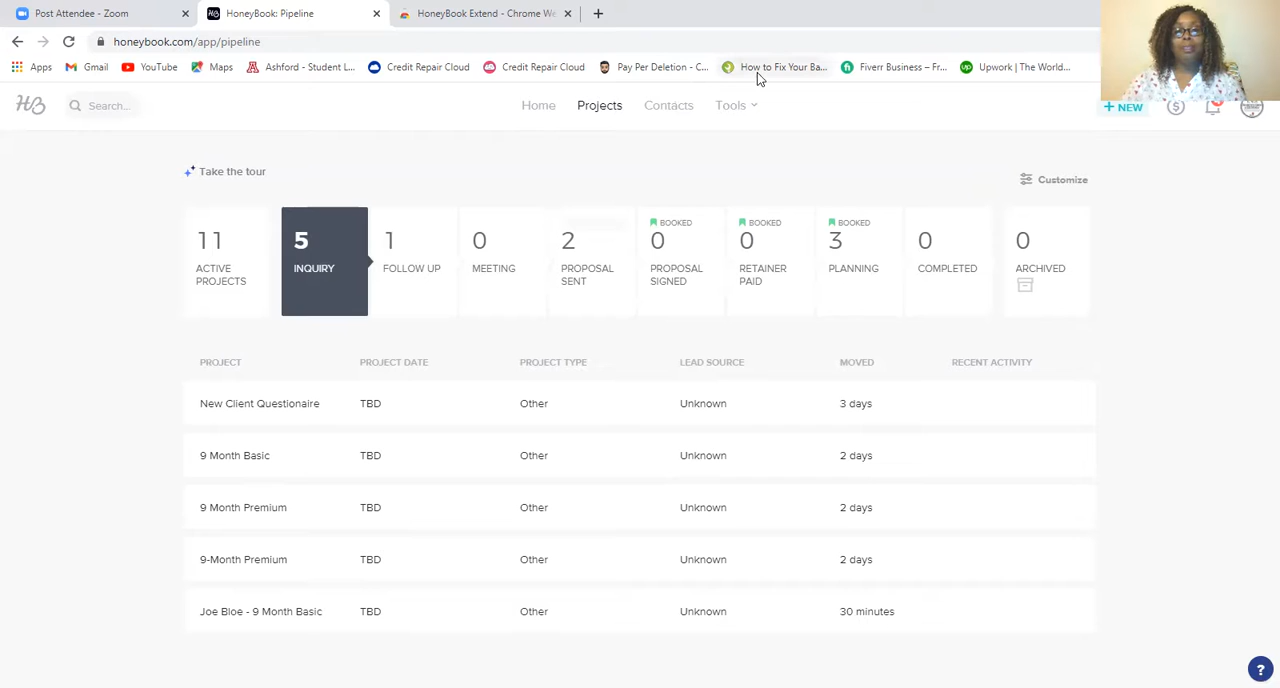 Post Attendee - Zoom
HoneyBook: Pipeline
HoneyBook Extend - Chrome We
honeybook.com/app/pipeline
Apps
Gmail
YouTube
Maps
Ashford - Student L...
Credit Repair Cloud
Credit Repair Cloud
Pay Per Deletion - C...
How to Fix Your Ba...
Fiverr Business – Fr...
Upwork | The World...
HB
Search...
Home
Projects
Contacts
Tools
+ NEW
Take the tour
Customize
11 ACTIVE PROJECTS
5 INQUIRY
1 FOLLOW UP
0 MEETING
2 PROPOSAL SENT
BOOKED 0 PROPOSAL SIGNED
BOOKED 0 RETAINER PAID
BOOKED 3 PLANNING
0 COMPLETED
0 ARCHIVED
PROJECT PROJECT DATE PROJECT TYPE LEAD SOURCE MOVED RECENT ACTIVITY
New Client Questionaire TBD Other Unknown 3 days
9 Month Basic TBD Other Unknown 2 days
9 Month Premium TBD Other Unknown 2 days
9-Month Premium TBD Other Unknown 2 days
Joe Bloe - 9 Month Basic TBD Other Unknown 30 minutes
?